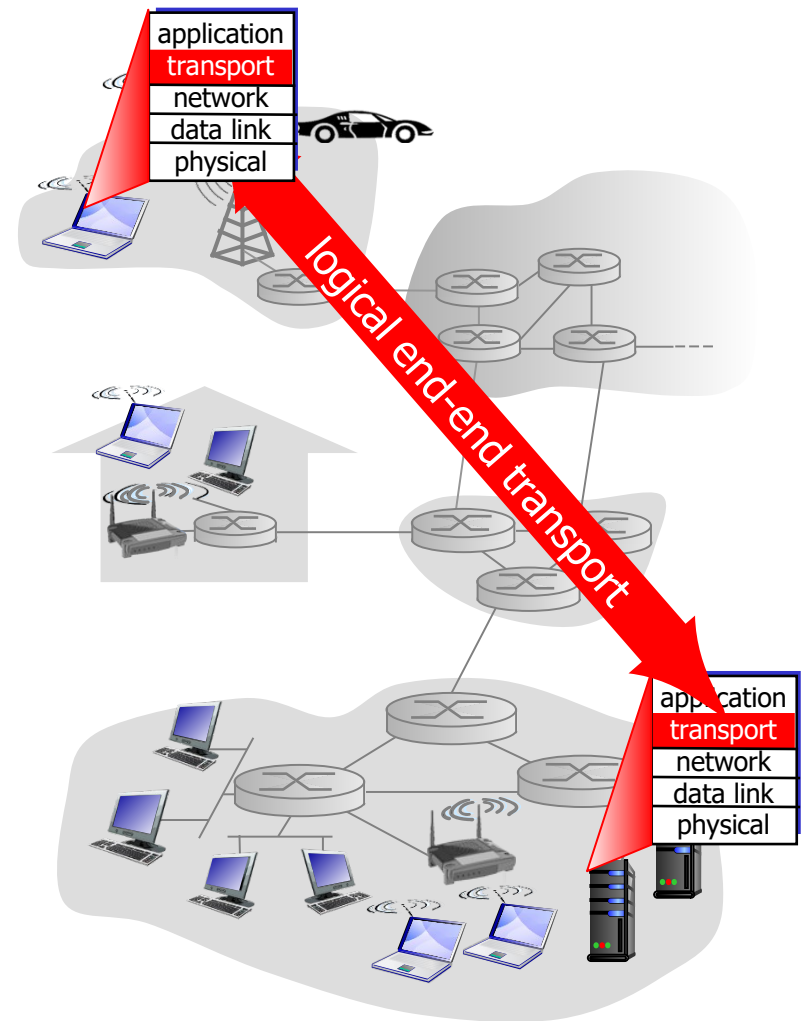 application
transport
network
data link
physical
logical end-end transport
application
transport
network
data link
physical